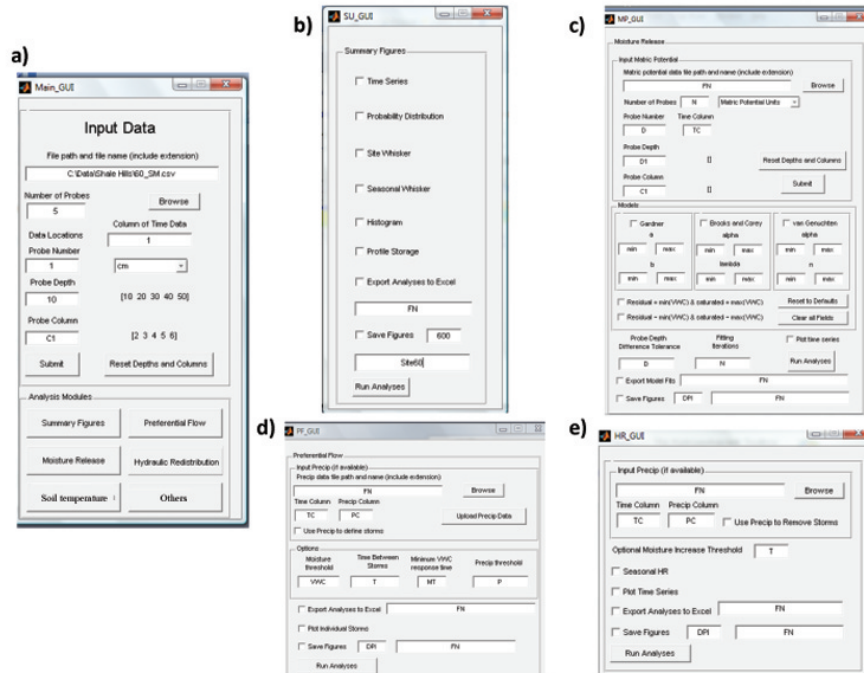 a)
Main_GUI
Input Data
File path and file name (include extension)
C:\Data\Shale Hills\60_SM.csv
Number of Probes
5
Browse
Data Locations
Column of Time Data
1
Probe Number
1
cm
Probe Depth
10
[10 20 30 40 50]
Probe Column
C1
[2 3 4 5 6]
Submit
Reset Depths and Columns
Analysis Modules
Summary Figures
Preferential Flow
Moisture Release
Hydraulic Redistribution
Soil temperature
Others
b)
SU_GUI
Summary Figures
Time Series
Probability Distribution
Site Whisker
Seasonal Whisker
Histogram
Profile Storage
Export Analyses to Excel
FN
Save Figures 600
Site60
Run Analyses
c)
MP_GUI
Moisture Release
Input Matric Potential
Matric potential data file path and name (include extension)
FN
Browse
Number of Probes N Matric Potential Units
Probe Number Time Column
D TC
Probe Depth
D1 [] Reset Depths and Columns
Probe Column
C1 [] Submit
Models
Gardner Brooks and Corey van Genuchten
a alpha alpha
min max min max min max
b lambda n
min max min max min max
Residual = min(VWC) & saturated = max(VWC) Reset to Defaults
Residual ~ min(VWC) & saturated ~ max(VWC) Clear all Fields
Probe Depth Difference Tolerance
Fitting Iterations
Plot time series
D N Run Analyses
Export Model Fits FN
Save Figures DPI FN
d)
PF_GUI
Preferential Flow
Input Precip (if available)
Precip data file path and name (include extension)
FN
Browse
Time Column Precip Column
TC PC Upload Precip Data
Use Precip to define storms
Options
Moisture threshold
Time Between Storms
Minimum VWC response time
Precip threshold
VWC T MT P
Export Analyses to Excel FN
Plot Individual Storms
Save Figures DPI FN
Run Analyses
e)
HR_GUI
Input Precip (if available)
FN
Browse
Time Column Precip Column
TC PC Use Precip to Remove Storms
Optional Moisture Increase Threshold T
Seasonal HR
Plot Time Series
Export Analyses to Excel FN
Save Figures DPI FN
Run Analyses